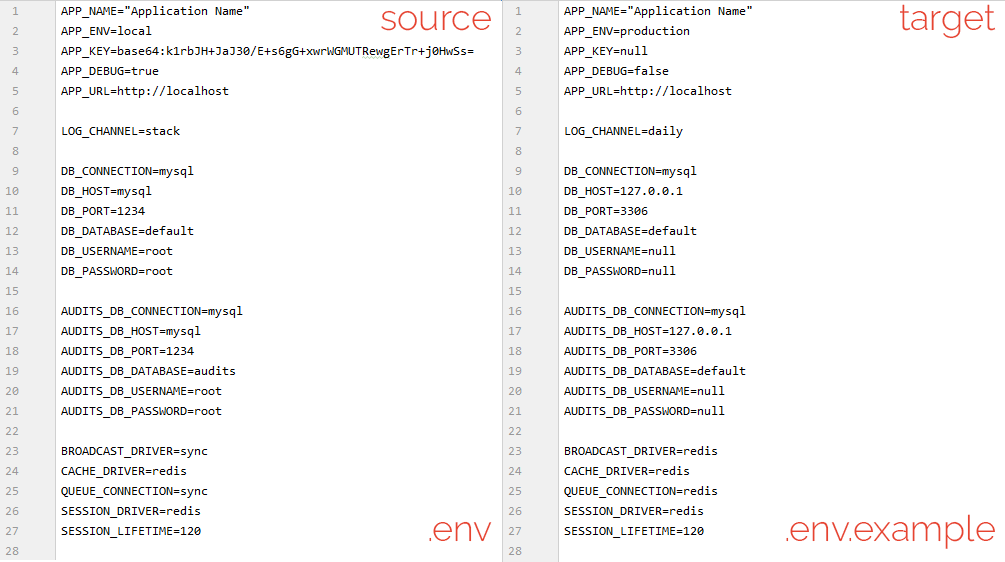 source
1 APP_NAME="Application Name"
2 APP_ENV=local
3 APP_KEY=base64:k1rbJH+JaJ30/E+s6gG+xwrWGMUTRewgErTr+j0HwSs=
4 APP_DEBUG=true
5 APP_URL=http://localhost
6
7 LOG_CHANNEL=stack
8
9 DB_CONNECTION=mysql
10 DB_HOST=mysql
11 DB_PORT=1234
12 DB_DATABASE=default
13 DB_USERNAME=root
14 DB_PASSWORD=root
15
16 AUDITS_DB_CONNECTION=mysql
17 AUDITS_DB_HOST=mysql
18 AUDITS_DB_PORT=1234
19 AUDITS_DB_DATABASE=audits
20 AUDITS_DB_USERNAME=root
21 AUDITS_DB_PASSWORD=root
22
23 BROADCAST_DRIVER=sync
24 CACHE_DRIVER=redis
25 QUEUE_CONNECTION=sync
26 SESSION_DRIVER=redis
27 SESSION_LIFETIME=120
28
.env
target
1 APP_NAME="Application Name"
2 APP_ENV=production
3 APP_KEY=null
4 APP_DEBUG=false
5 APP_URL=http://localhost
6
7 LOG_CHANNEL=daily
8
9 DB_CONNECTION=mysql
10 DB_HOST=127.0.0.1
11 DB_PORT=3306
12 DB_DATABASE=default
13 DB_USERNAME=null
14 DB_PASSWORD=null
15
16 AUDITS_DB_CONNECTION=mysql
17 AUDITS_DB_HOST=127.0.0.1
18 AUDITS_DB_PORT=3306
19 AUDITS_DB_DATABASE=default
20 AUDITS_DB_USERNAME=null
21 AUDITS_DB_PASSWORD=null
22
23 BROADCAST_DRIVER=redis
24 CACHE_DRIVER=redis
25 QUEUE_CONNECTION=redis
26 SESSION_DRIVER=redis
27 SESSION_LIFETIME=120
28
.env.example